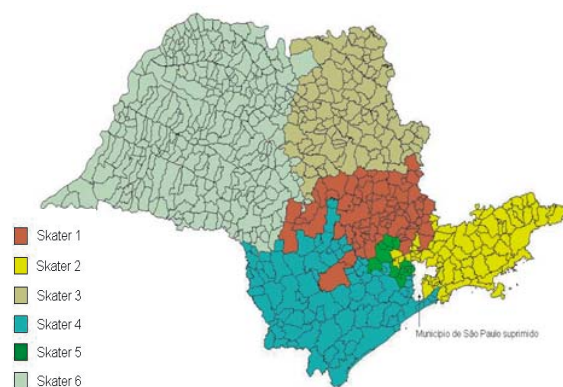 Skater 1
Skater 2
Skater 3
Skater 4
Skater 5
Skater 6
Município de São Paulo suprimido